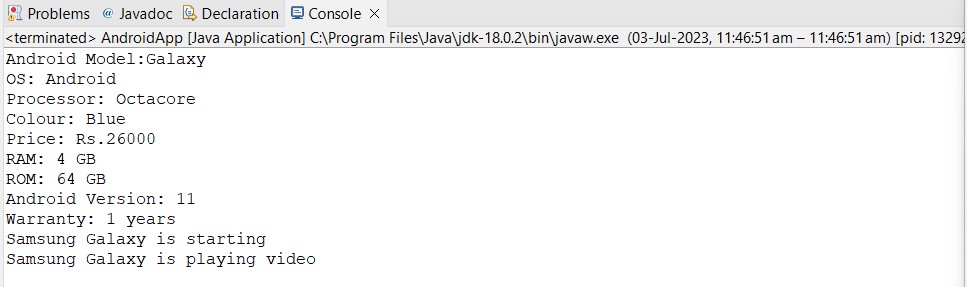 Problems @ Javadoc Declaration Console
<terminated> AndroidApp [Java Application] C:\Program Files\Java\jdk-18.0.2\bin\javaw.exe (03-Jul-2023, 11:46:51 am – 11:46:51 am) [pid: 13292
Android Model:Galaxy
OS: Android
Processor: Octacore
Colour: Blue
Price: Rs.26000
RAM: 4 GB
ROM: 64 GB
Android Version: 11
Warranty: 1 years
Samsung Galaxy is starting
Samsung Galaxy is playing video